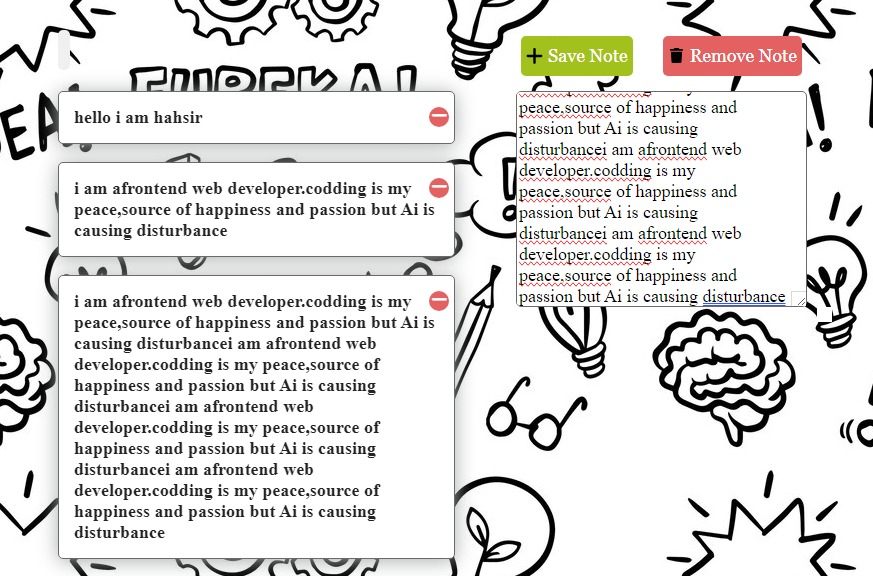 Save Note
Remove Note
EUREKA!
hello i am hahsir
i am afrontend web developer.codding is my
peace,source of happiness and passion but Ai is
causing disturbance
i am afrontend web developer.codding is my
peace,source of happiness and passion but Ai is
causing disturbancei am afrontend web
developer.codding is my peace,source of
happiness and passion but Ai is causing
disturbancei am afrontend web
developer.codding is my peace,source of
happiness and passion but Ai is causing
disturbancei am afrontend web
developer.codding is my peace,source of
happiness and passion but Ai is causing
disturbance
peace,source of happiness and
passion but Ai is causing
disturbancei am afrontend web
developer.codding is my
peace,source of happiness and
passion but Ai is causing
disturbancei am afrontend web
developer.codding is my
peace,source of happiness and
passion but Ai is causing disturbance